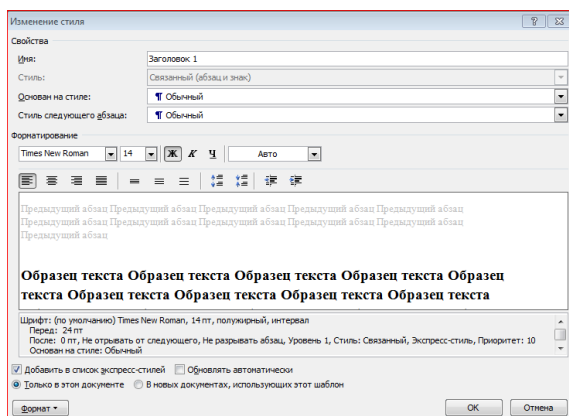 Изменение стиля
Свойства
Имя: Заголовок 1
Стиль: Связанный (абзац и знак)
Основан на стиле: ¶ Обычный
Стиль следующего абзаца: ¶ Обычный
Форматирование
Times New Roman 14 Ж К Ч Авто
Предыдущий абзац Предыдущий абзац Предыдущий абзац Предыдущий абзац Предыдущий абзац
Предыдущий абзац Предыдущий абзац Предыдущий абзац Предыдущий абзац Предыдущий абзац
Предыдущий абзац
Образец текста Образец текста Образец текста Образец текста Образец
текста Образец текста Образец текста Образец текста Образец текста
Шрифт: (по умолчанию) Times New Roman, 14 пт, полужирный, интервал
Перед: 24 пт
После: 0 пт, Не отрывать от следующего, Не разрывать абзац, Уровень 1, Стиль: Связанный, Экспресс-стиль, Приоритет: 10
Основан на стиле: Обычный
Добавить в список экспресс-стилей Обновлять автоматически
Только в этом документе В новых документах, использующих этот шаблон
Формат ОК Отмена